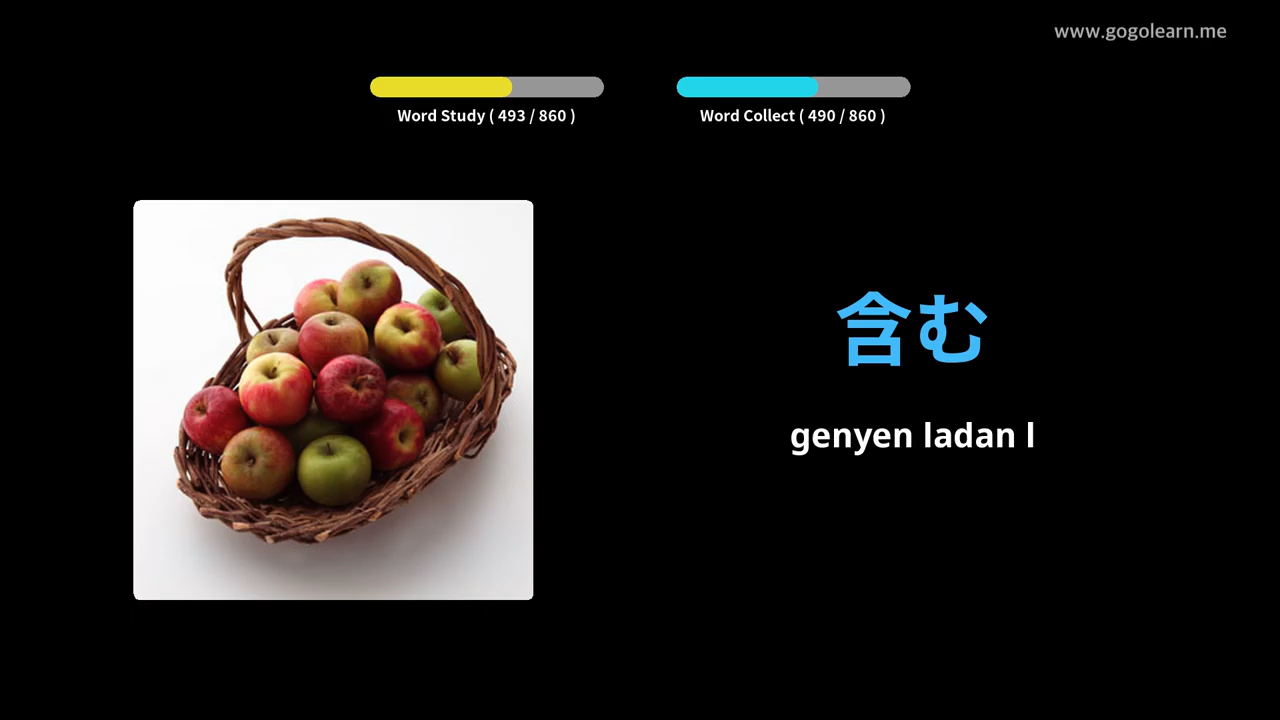 www.gogolearn.me
Word Study ( 493 / 860 )
Word Collect ( 490 / 860 )
含む
genyen ladan l